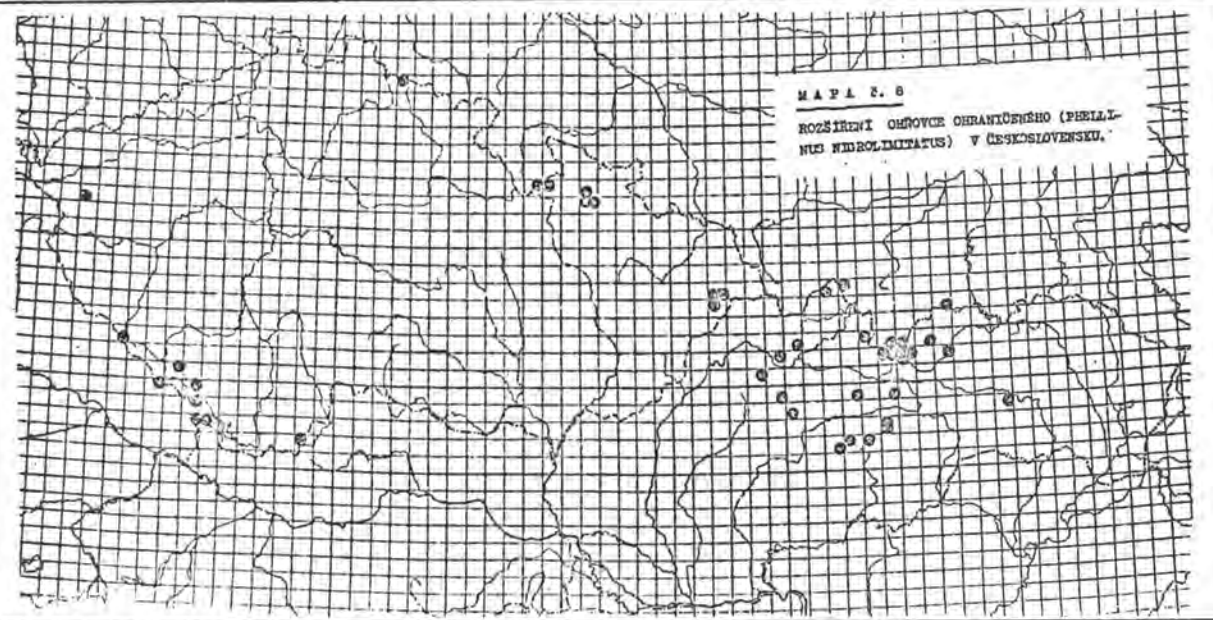 MAPA Č. 8
ROZŠÍŘENÍ OHŇOVCE OHRANIČENÉHO (PHELLI-
NUS NIGROLIMITATUS) V ČESKOSLOVENSKU.